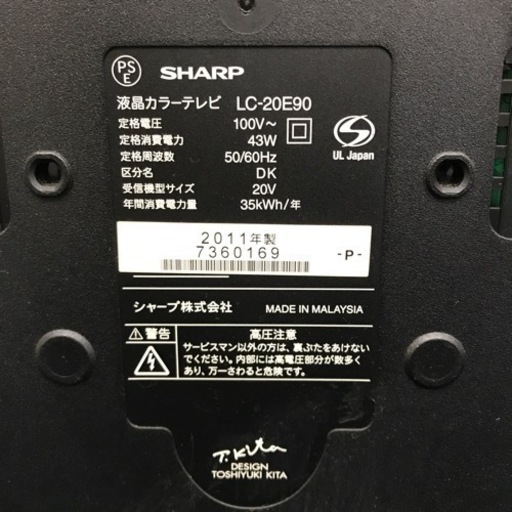 PS
E
SHARP
液晶カラーテレビ LC-20E90
定格電圧 100V～
定格消費電力 43W
定格周波数 50/60Hz
区分名 DK
受信機型サイズ 20V
年間消費電力量 35kWh/年
S
UL Japan
2011年製
7360169
-P-
シャープ株式会社 MADE IN MALAYSIA
警告 高圧注意
サービスマン以外の方は、裏ぶたをあけない
でください。内部には高電圧部分が数多く
あり、万一さわると危険です。
T.Kita
DESIGN
TOSHIYUKI KITA